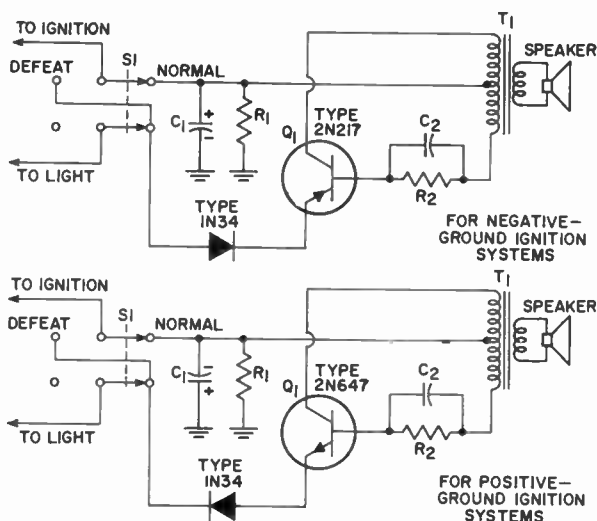 TO IGNITION
S1
DEFEAT
NORMAL
T1
SPEAKER
C1
+
−
R1
TYPE
2N217
Q1
C2
R2
TO LIGHT
TYPE
1N34
FOR NEGATIVE–
GROUND IGNITION
SYSTEMS
TO IGNITION
S1
DEFEAT
NORMAL
T1
SPEAKER
C1
−
+
R1
TYPE
2N647
Q1
C2
R2
TO LIGHT
TYPE
1N34
FOR POSITIVE–
GROUND IGNITION
SYSTEMS